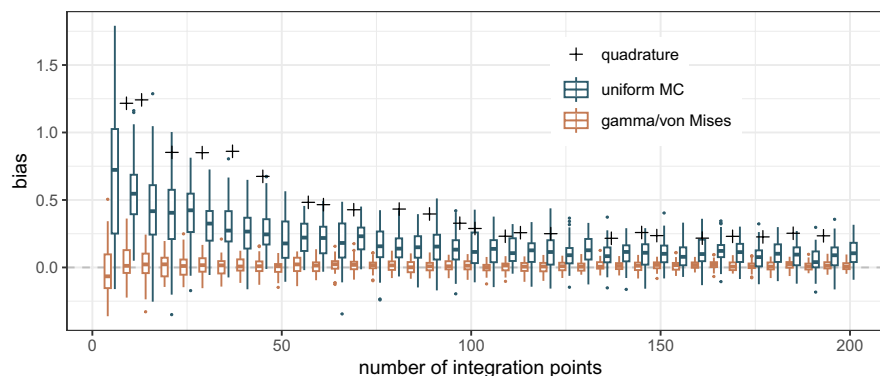 quadrature
uniform MC
gamma/von Mises
1.5
1.0
0.5
0.0
bias
0
50
100
150
200
number of integration points